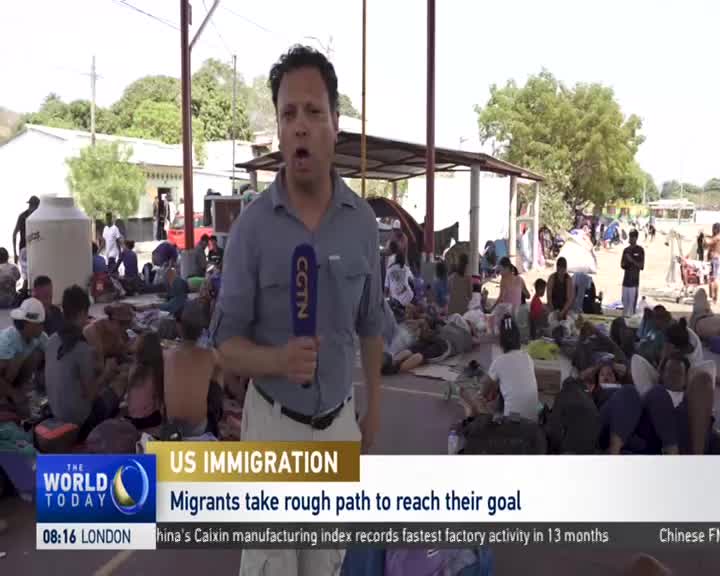 CGTN
US IMMIGRATION
THE
WORLD
TODAY
Migrants take rough path to reach their goal
08:16 LONDON
hina's Caixin manufacturing index records fastest factory activity in 13 months Chinese F